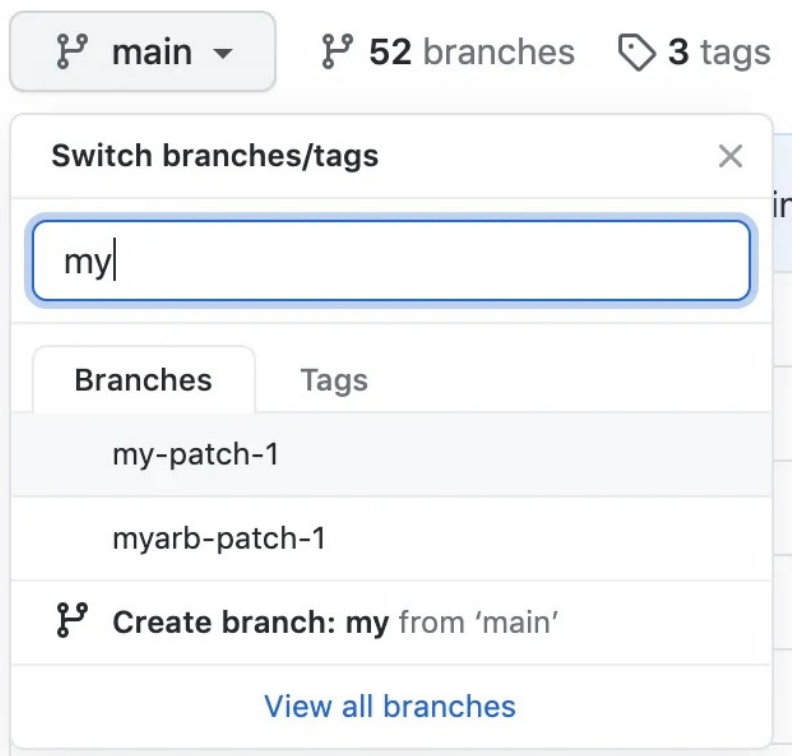 main 52 branches 3 tags
Switch branches/tags
my
Branches Tags
my-patch-1
myarb-patch-1
Create branch: my from ‘main’
View all branches